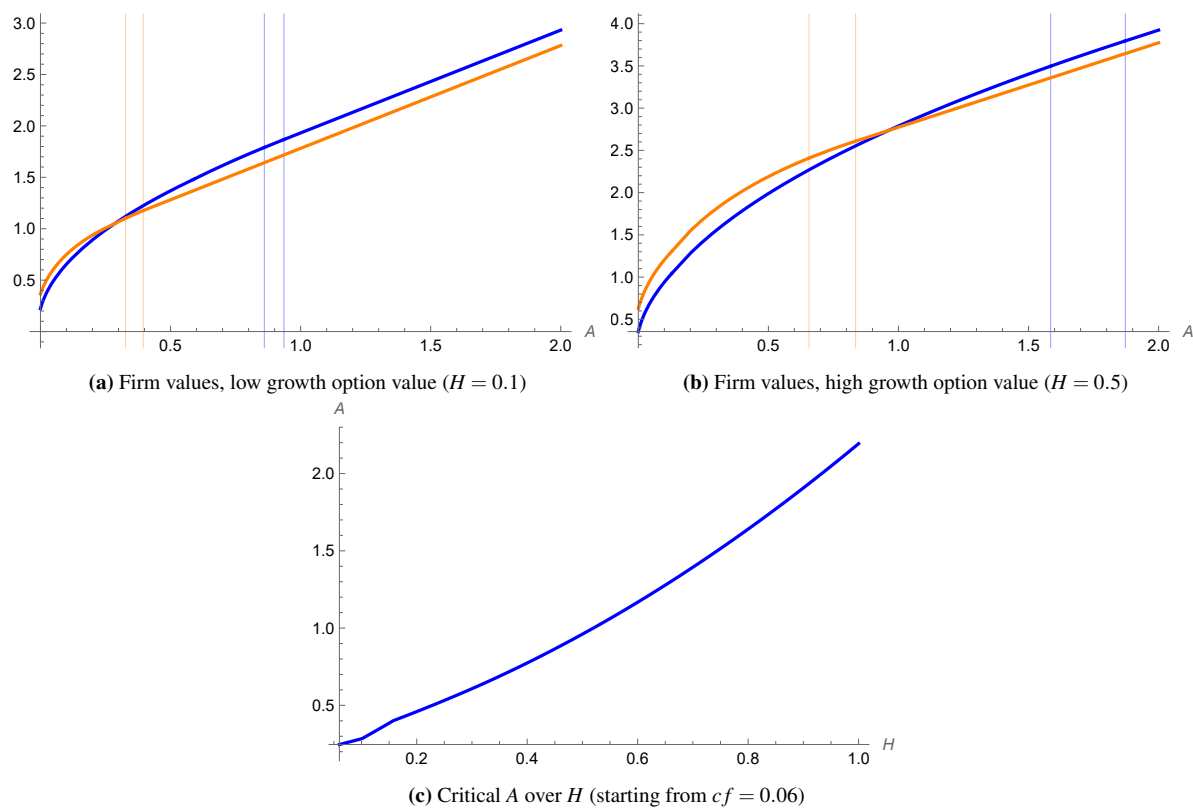 3.0
2.5
2.0
1.5
1.0
0.5
0.5 1.0 1.5 2.0
A
4.0
3.5
3.0
2.5
2.0
1.5
1.0
0.5
0.5 1.0 1.5 2.0
A
(a) Firm values, low growth option value (H = 0.1)
(b) Firm values, high growth option value (H = 0.5)
A
2.0
1.5
1.0
0.5
0.2 0.4 0.6 0.8 1.0
H
(c) Critical A over H (starting from cf = 0.06)